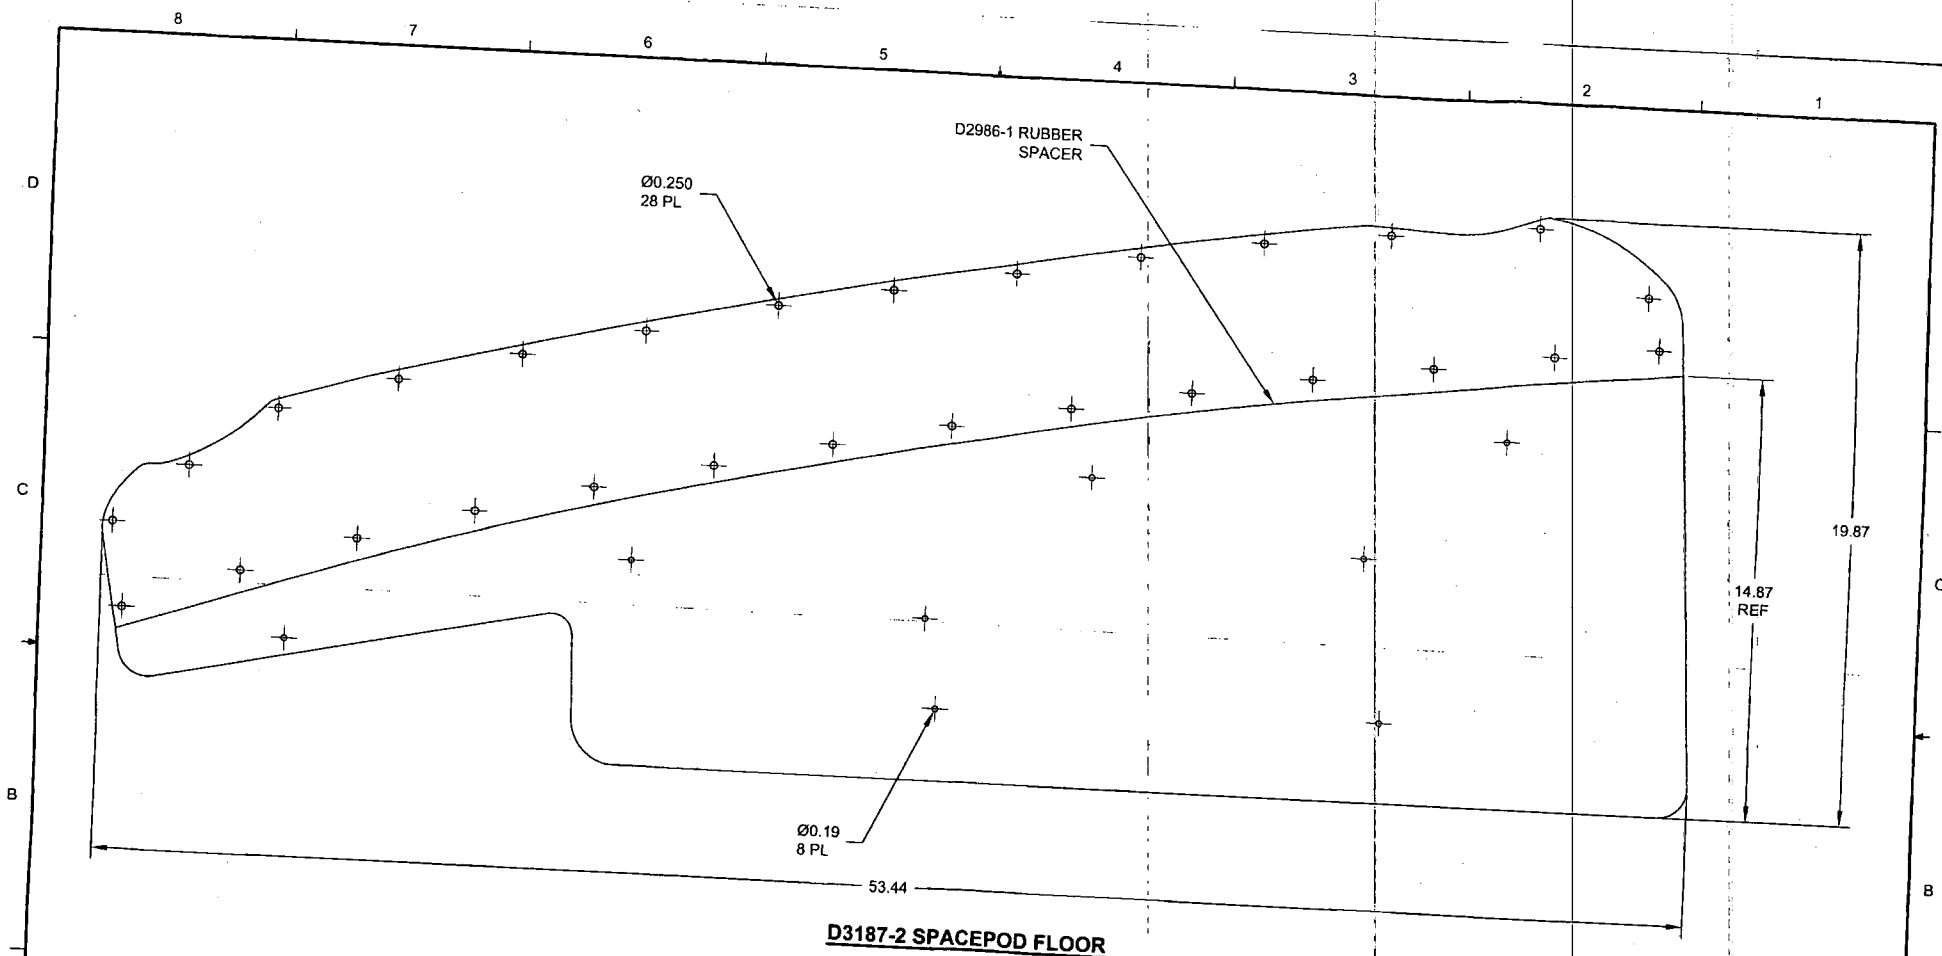 8
7
6
5
4
3
2
1
D
D2986-1 RUBBER
SPACER
Ø0.250
28 PL
C
19.87
14.87
REF
C
B
Ø0.19
8 PL
53.44
B
D3187-2 SPACEPOD FLOOR